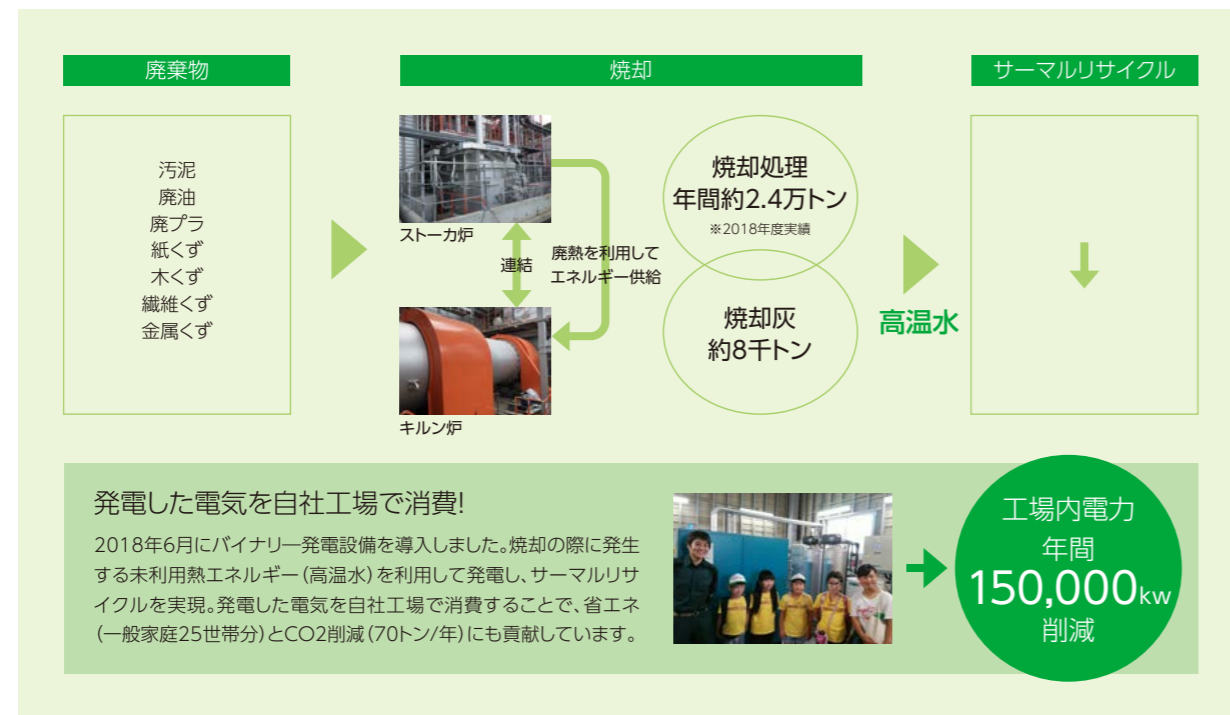 廃棄物
焼却
サーマルリサイクル
汚泥
廃油
廃プラ
紙くず
木くず
繊維くず
金属くず
ストーカ炉
連結
廃熱を利用して
エネルギー供給
キルン炉
焼却処理
年間約2.4万トン
※2018年度実績
焼却灰
約8千トン
高温水
発電した電気を自社工場で消費!
2018年6月にバイナリー発電設備を導入しました。焼却の際に発生
する未利用熱エネルギー(高温水)を利用して発電し、サーマルリサ
イクルを実現。発電した電気を自社工場で消費することで、省エネ
(一般家庭25世帯分)とCO2削減(70トン/年)にも貢献しています。
工場内電力
年間
150,000kw
削減